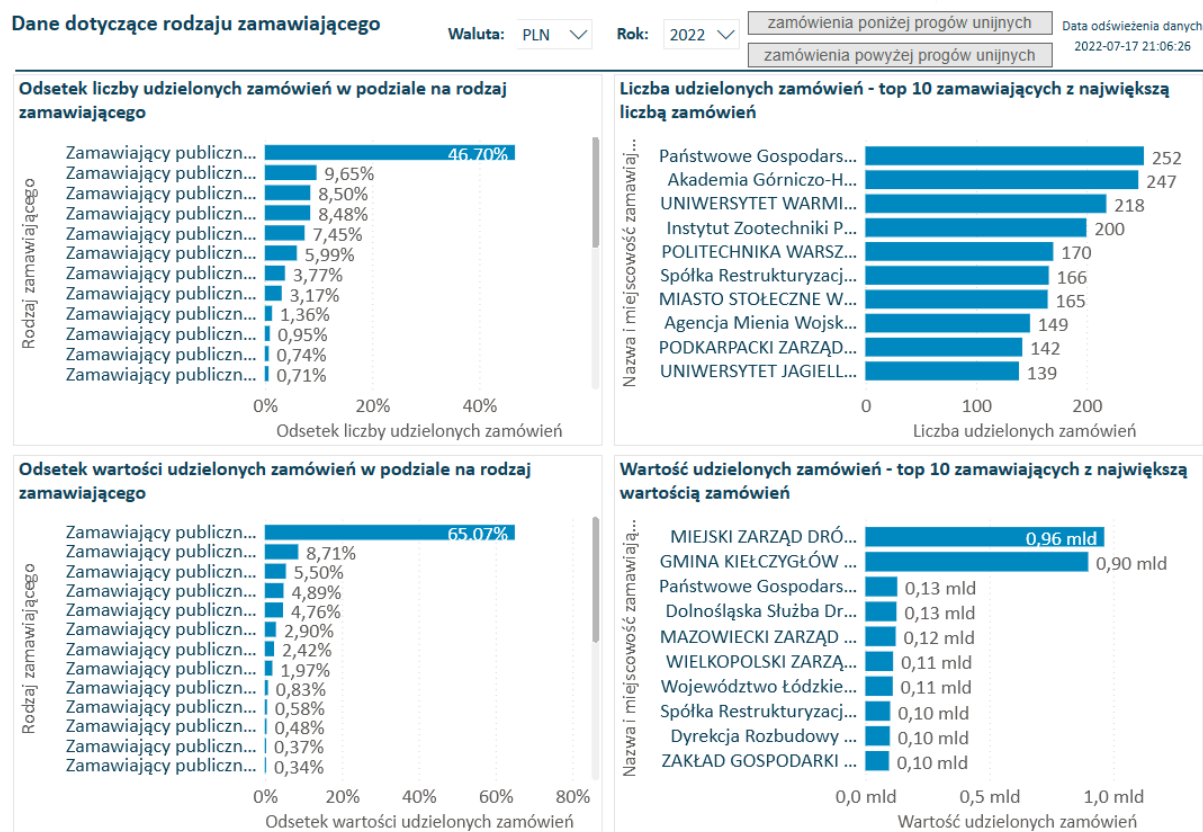 Dane dotyczące rodzaju zamawiającego
Waluta: PLN
Rok: 2022
zamówienia poniżej progów unijnych
zamówienia powyżej progów unijnych
Data odświeżenia danych
2022-07-17 21:06:26
Odsetek liczby udzielonych zamówień w podziale na rodzaj
zamawiającego
Rodzaj zamawiającego
Zamawiający publiczn... 46,70%
Zamawiający publiczn... 9,65%
Zamawiający publiczn... 8,50%
Zamawiający publiczn... 8,48%
Zamawiający publiczn... 7,45%
Zamawiający publiczn... 5,99%
Zamawiający publiczn... 3,77%
Zamawiający publiczn... 3,17%
Zamawiający publiczn... 1,36%
Zamawiający publiczn... 0,95%
Zamawiający publiczn... 0,74%
Zamawiający publiczn... 0,71%
0% 20% 40%
Odsetek liczby udzielonych zamówień
Liczba udzielonych zamówień - top 10 zamawiających z największą
liczbą zamówień
Nazwa i miejscowość zamawiaj...
Państwowe Gospodars... 252
Akademia Górniczo-H... 247
UNIWERSYTET WARMI... 218
Instytut Zootechniki P... 200
POLITECHNIKA WARSZ... 170
Spółka Restrukturyzacj... 166
MIASTO STOŁECZNE W... 165
Agencja Mienia Wojsk... 149
PODKARPACKI ZARZĄD... 142
UNIWERSYTET JAGIELL... 139
0 100 200
Liczba udzielonych zamówień
Odsetek wartości udzielonych zamówień w podziale na rodzaj
zamawiającego
Rodzaj zamawiającego
Zamawiający publiczn... 65,07%
Zamawiający publiczn... 8,71%
Zamawiający publiczn... 5,50%
Zamawiający publiczn... 4,89%
Zamawiający publiczn... 4,76%
Zamawiający publiczn... 2,90%
Zamawiający publiczn... 2,42%
Zamawiający publiczn... 1,97%
Zamawiający publiczn... 0,83%
Zamawiający publiczn... 0,58%
Zamawiający publiczn... 0,48%
Zamawiający publiczn... 0,37%
Zamawiający publiczn... 0,34%
0% 20% 40% 60% 80%
Odsetek wartości udzielonych zamówień
Wartość udzielonych zamówień - top 10 zamawiających z największą
wartością zamówień
Nazwa i miejscowość zamawiają...
MIEJSKI ZARZĄD DRÓ... 0,96 mld
GMINA KIEŁCZYGŁÓW ... 0,90 mld
Państwowe Gospodars... 0,13 mld
Dolnośląska Służba Dr... 0,13 mld
MAZOWIECKI ZARZĄD ... 0,12 mld
WIELKOPOLSKI ZARZĄ... 0,11 mld
Województwo Łódzkie... 0,11 mld
Spółka Restrukturyzacj... 0,10 mld
Dyrekcja Rozbudowy ... 0,10 mld
ZAKŁAD GOSPODARKI ... 0,10 mld
0,0 mld 0,5 mld 1,0 mld
Wartość udzielonych zamówień